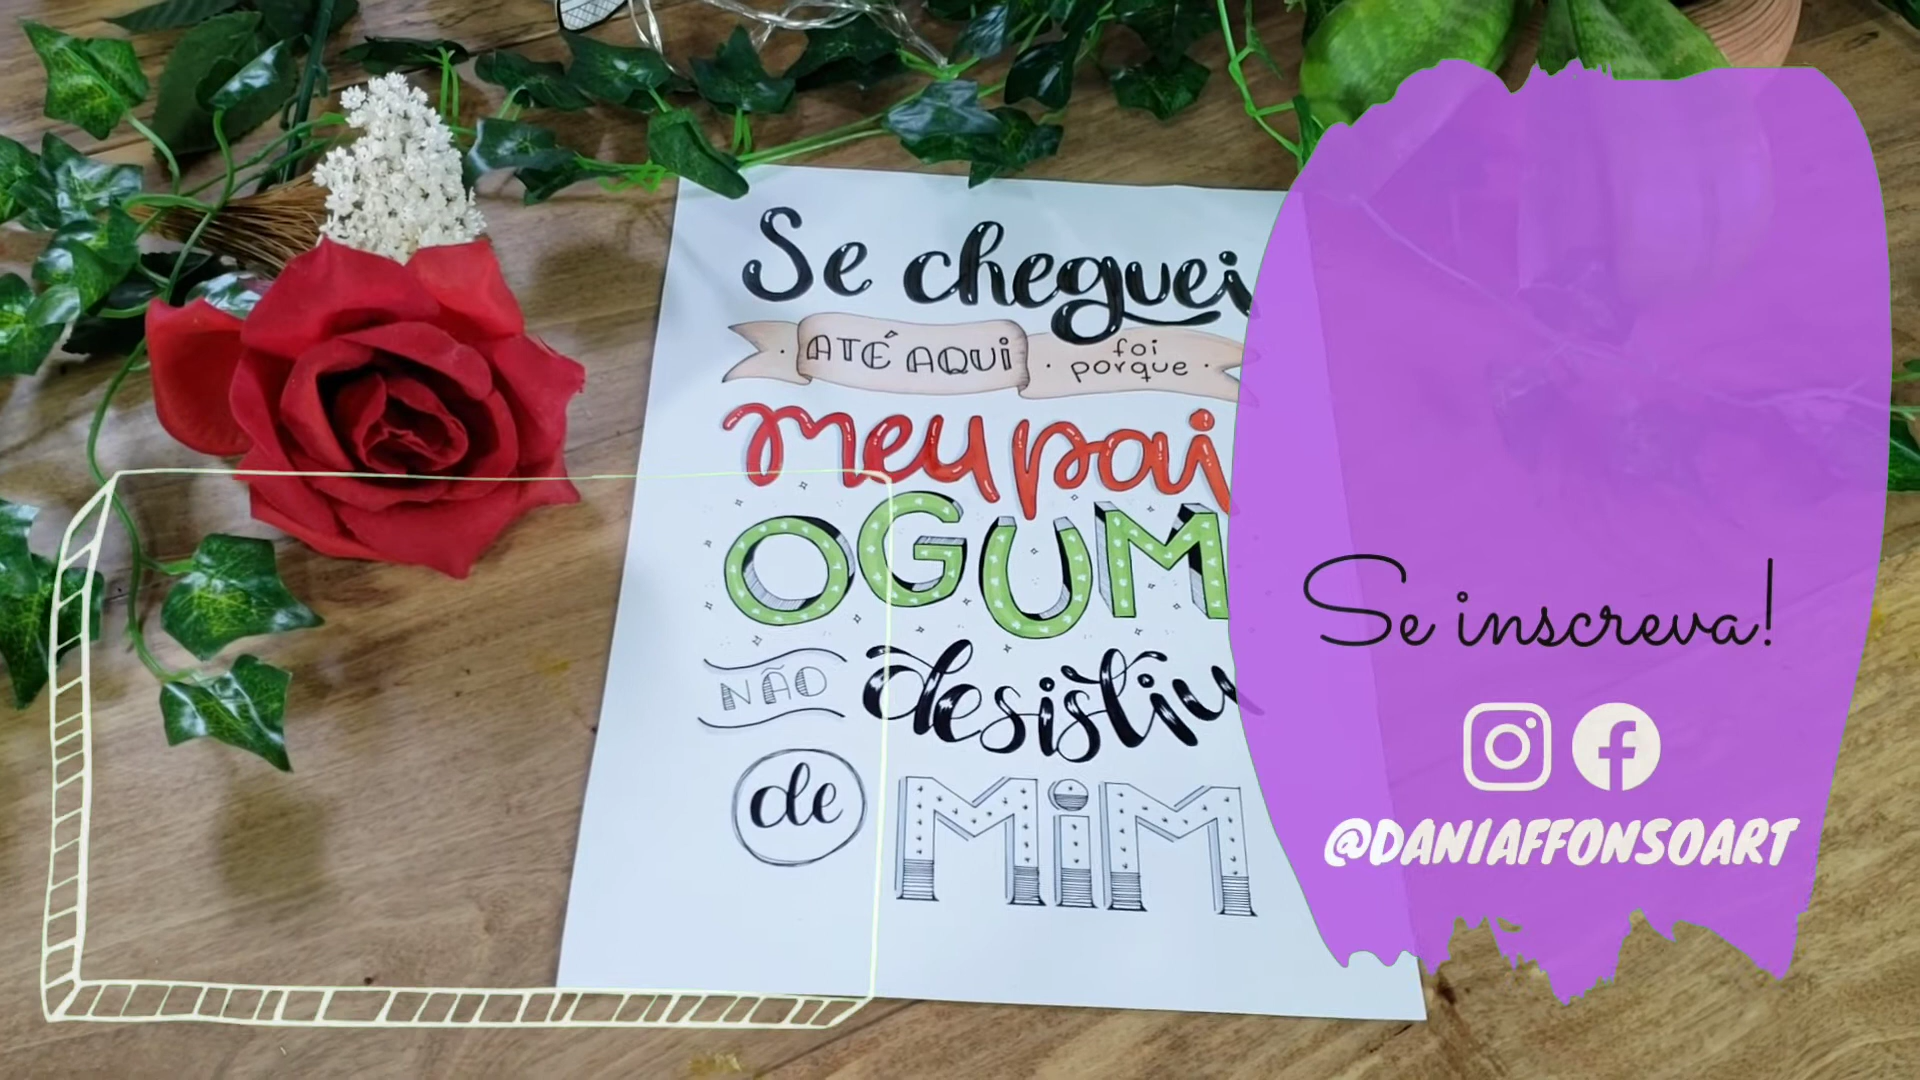 Se cheguei
ATÉ AQUI · foi porque ·
meu pai
OGUM
NÃO desistiu
de MiM
Se inscreva!
@DANIAFFONSOART